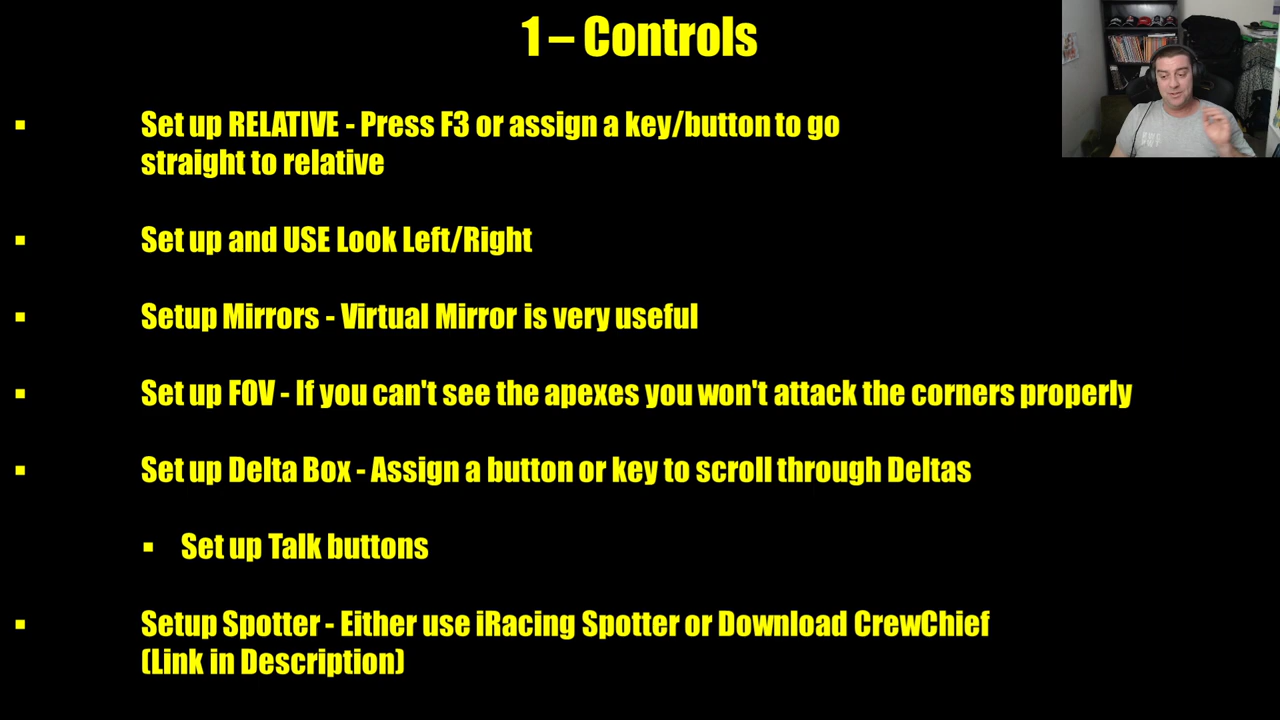 1 – Controls
▪ Set up RELATIVE - Press F3 or assign a key/button to go
straight to relative
▪ Set up and USE Look Left/Right
▪ Setup Mirrors - Virtual Mirror is very useful
▪ Set up FOV - If you can't see the apexes you won't attack the corners properly
▪ Set up Delta Box - Assign a button or key to scroll through Deltas
▪ Set up Talk buttons
▪ Setup Spotter - Either use iRacing Spotter or Download CrewChief
(Link in Description)